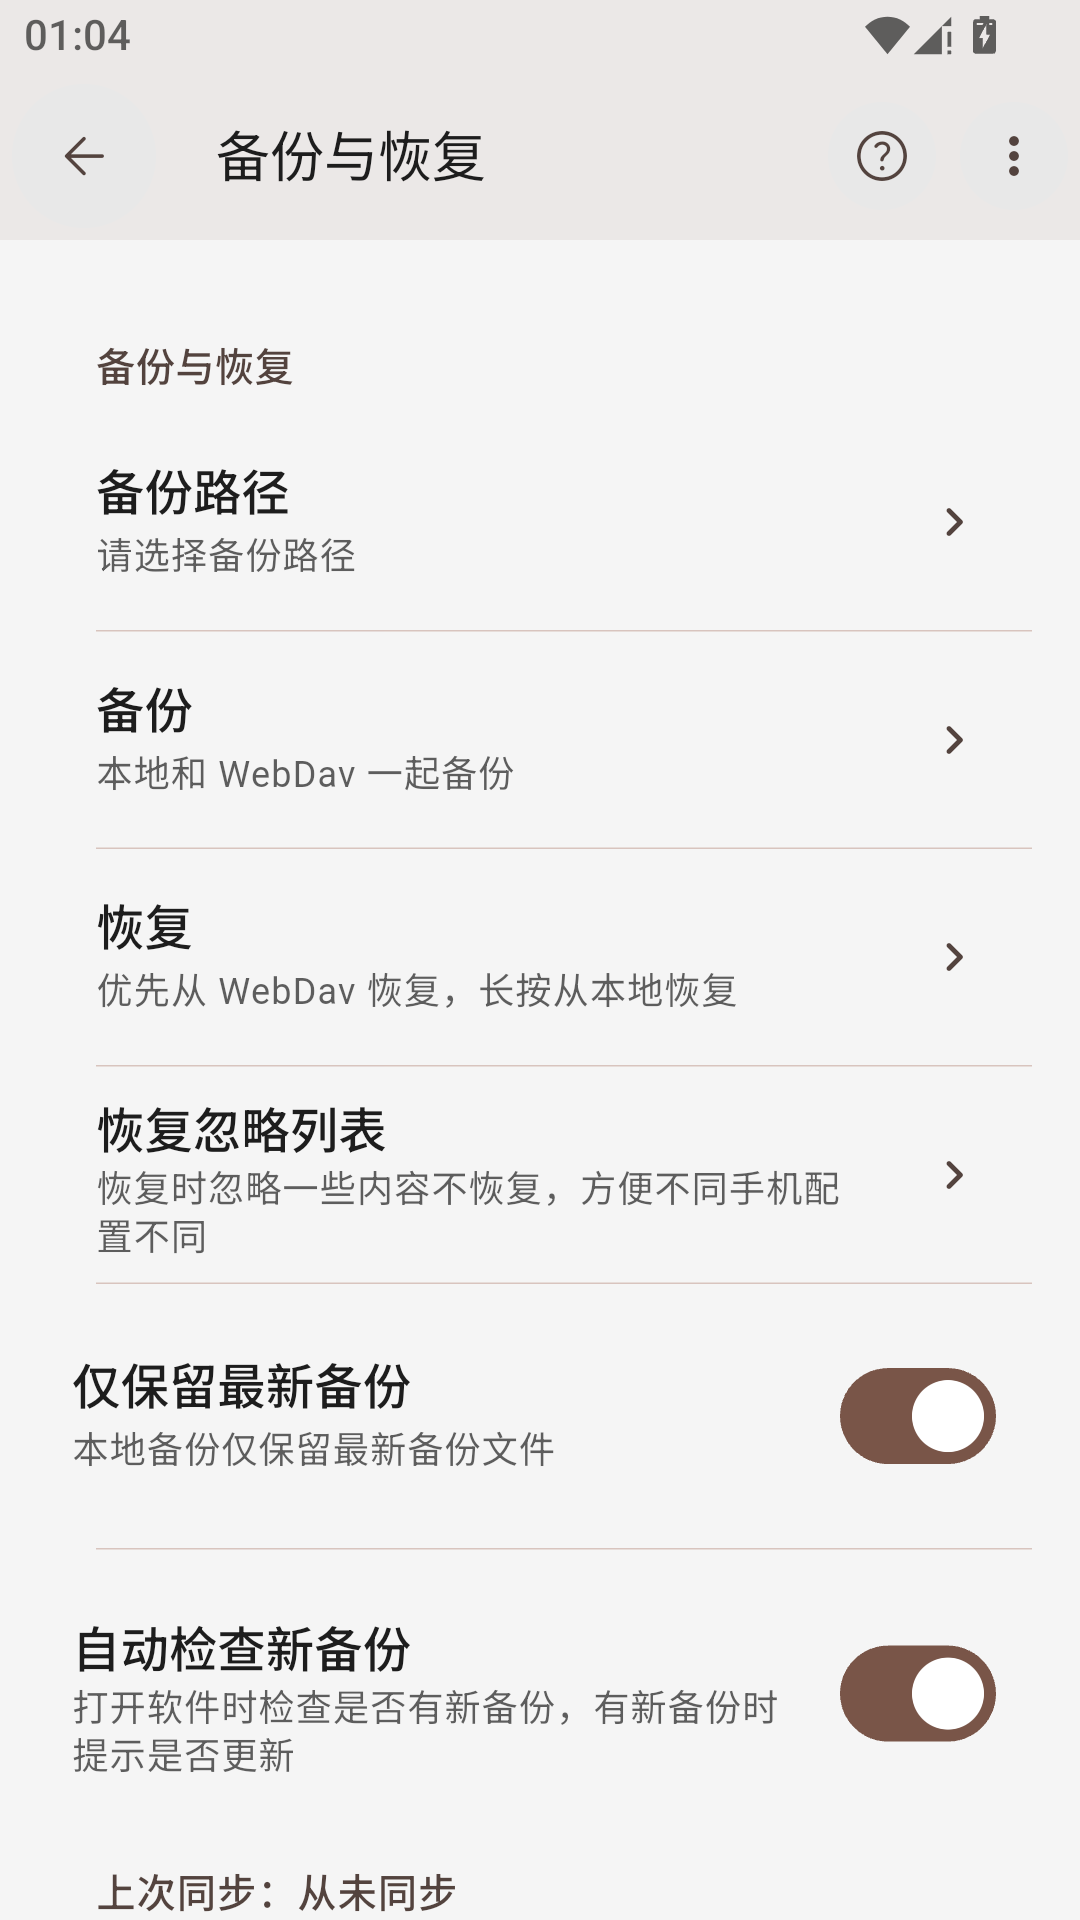 01:04
备份与恢复
备份与恢复
备份路径
请选择备份路径
备份
本地和 WebDav 一起备份
恢复
优先从 WebDav 恢复，长按从本地恢复
恢复忽略列表
恢复时忽略一些内容不恢复，方便不同手机配
置不同
仅保留最新备份
本地备份仅保留最新备份文件
自动检查新备份
打开软件时检查是否有新备份，有新备份时
提示是否更新
上次同步：从未同步